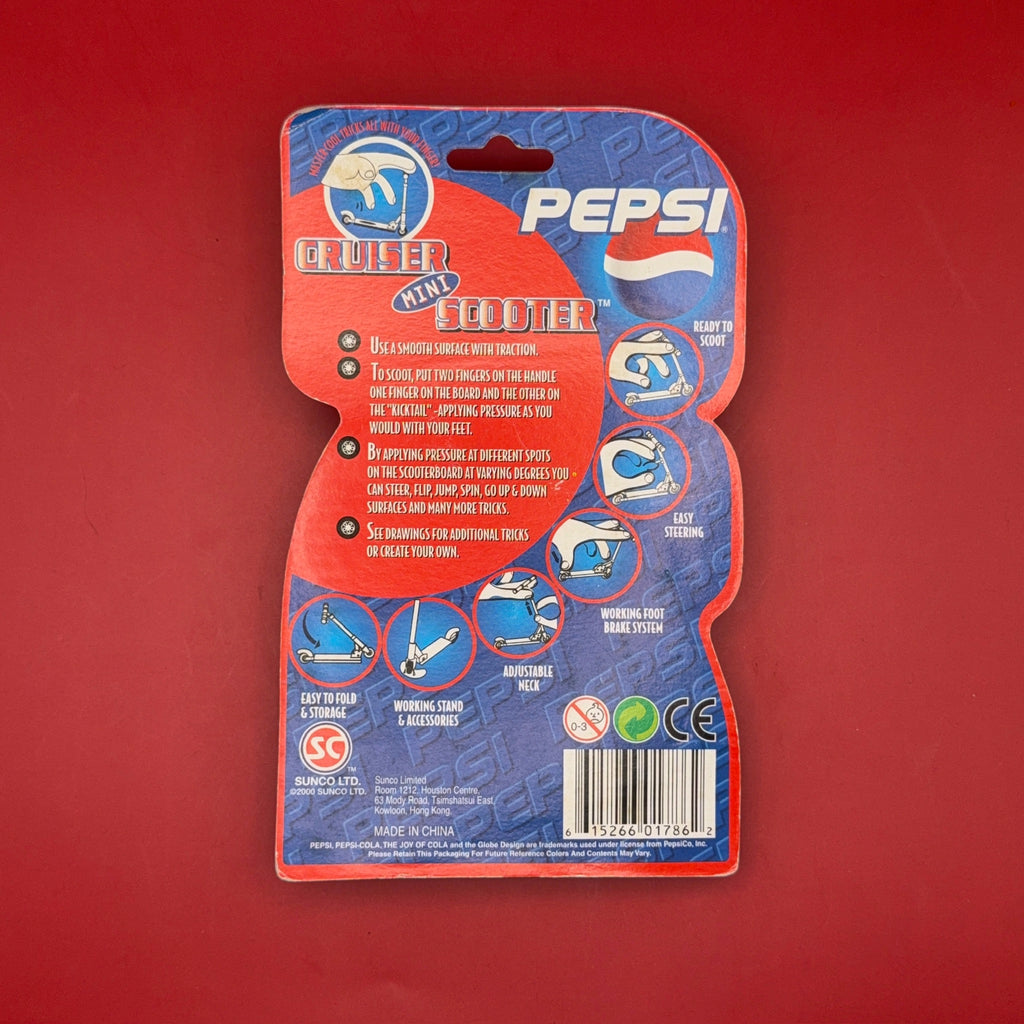 MASTER COOL TRICKS ALL WITH YOUR FINGER!
PEPSI®
CRUISER
MINI
SCOOTER™
USE A SMOOTH SURFACE WITH TRACTION.
TO SCOOT, PUT TWO FINGERS ON THE HANDLE
ONE FINGER ON THE BOARD AND THE OTHER ON
THE "KICKTAIL" -APPLYING PRESSURE AS YOU
WOULD WITH YOUR FEET.
BY APPLYING PRESSURE AT DIFFERENT SPOTS
ON THE SCOOTERBOARD AT VARYING DEGREES YOU
CAN STEER, FLIP, JUMP, SPIN, GO UP & DOWN
SURFACES AND MANY MORE TRICKS.
SEE DRAWINGS FOR ADDITIONAL TRICKS
OR CREATE YOUR OWN.
READY TO
SCOOT
EASY
STEERING
WORKING FOOT
BRAKE SYSTEM
ADJUSTABLE
NECK
WORKING STAND
& ACCESSORIES
EASY TO FOLD
& STORAGE
SC™
SUNCO LTD.
©2000 SUNCO LTD.
Sunco Limited
Room 1212, Houston Centre,
63 Mody Road, Tsimshatsui East,
Kowloon, Hong Kong.
MADE IN CHINA
0-3
CE
6 15266 01786 2
PEPSI, PEPSI-COLA, THE JOY OF COLA and the Globe Design are trademarks used under license from PepsiCo, Inc.
Please Retain This Packaging For Future Reference Colors And Contents May Vary.